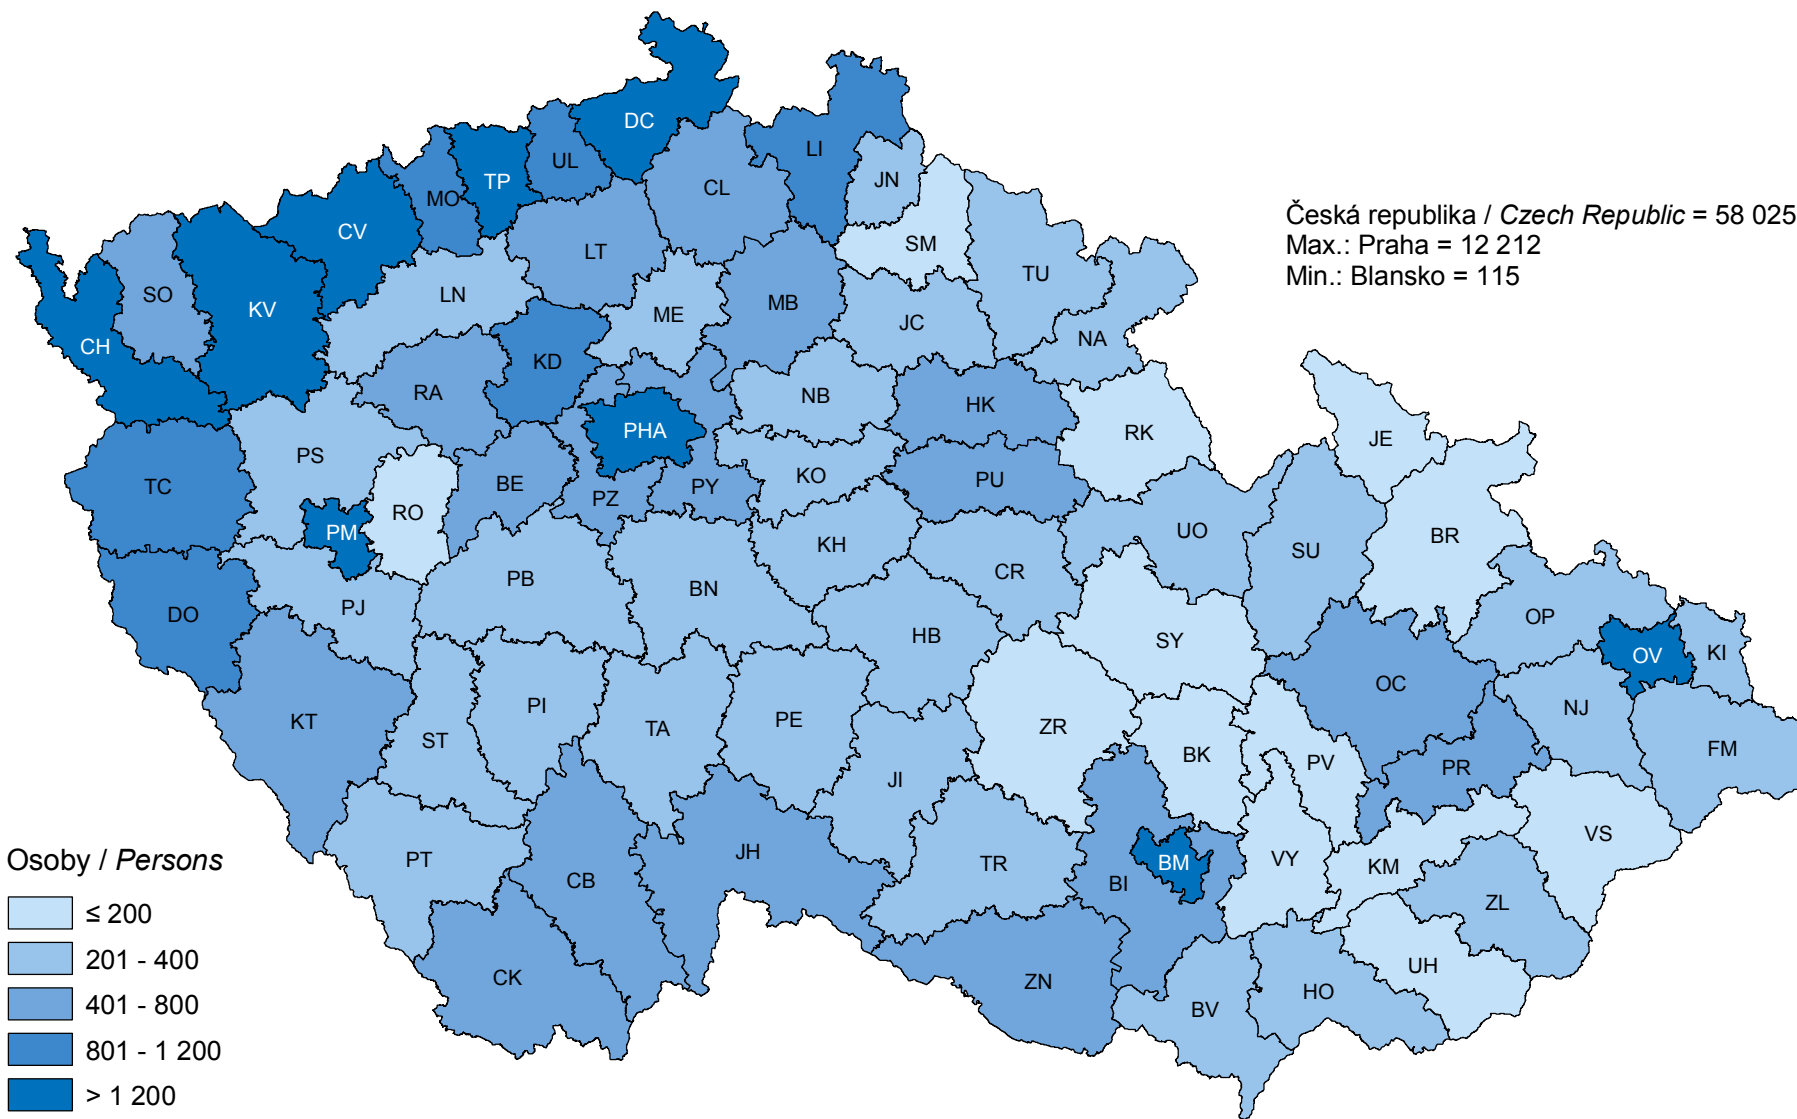 DC
LI
UL
TP
MO
CL
JN
CV
SM
LT
TU
SO
LN
KV
ME
MB
JC
CH
NA
KD
RA
NB
HK
PHA
RK
JE
PS
KO
TC
BE
PZ
PY
PU
RO
PM
UO
SU
BR
KH
PB
BN
CR
PJ
DO
HB
SY
OP
OV
KI
OC
KT
ST
PI
TA
PE
ZR
NJ
BK
PV
FM
JI
PR
VS
PT
CB
JH
TR
BI
BM
VY
KM
ZL
CK
ZN
BV
HO
UH
Česká republika / Czech Republic = 58 025
Max.: Praha = 12 212
Min.: Blansko = 115
Osoby / Persons
≤ 200
201 - 400
401 - 800
801 - 1 200
> 1 200